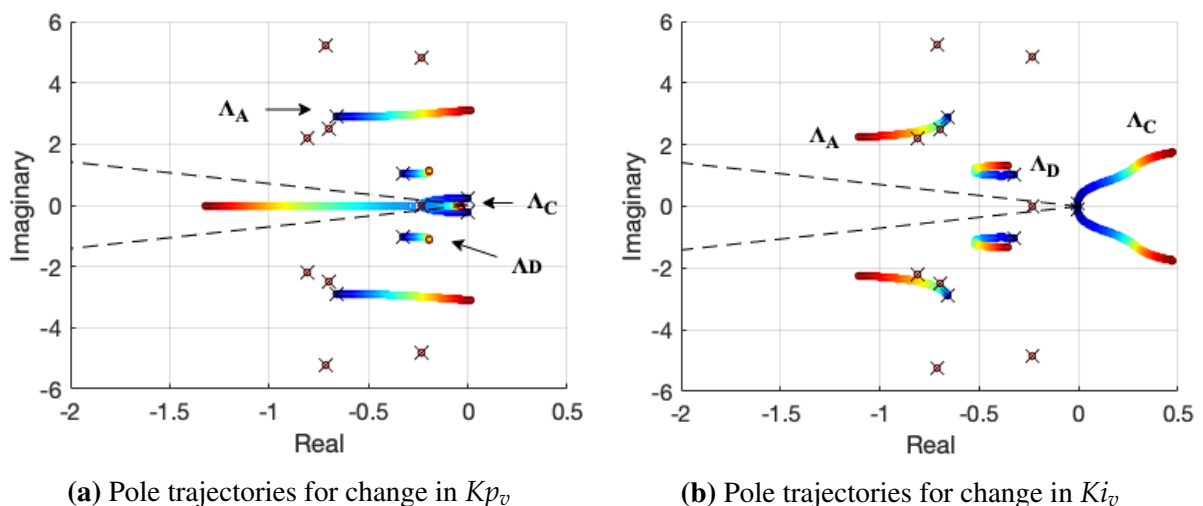 6
4
2
0
-2
-4
-6
Imaginary
Λ_A
Λ_C
Λ_D
-2
-1.5
-1
-0.5
0
0.5
Real
(a) Pole trajectories for change in Kp_v
6
4
2
0
-2
-4
-6
Imaginary
Λ_A
Λ_D
Λ_C
-2
-1.5
-1
-0.5
0
0.5
Real
(b) Pole trajectories for change in Ki_v